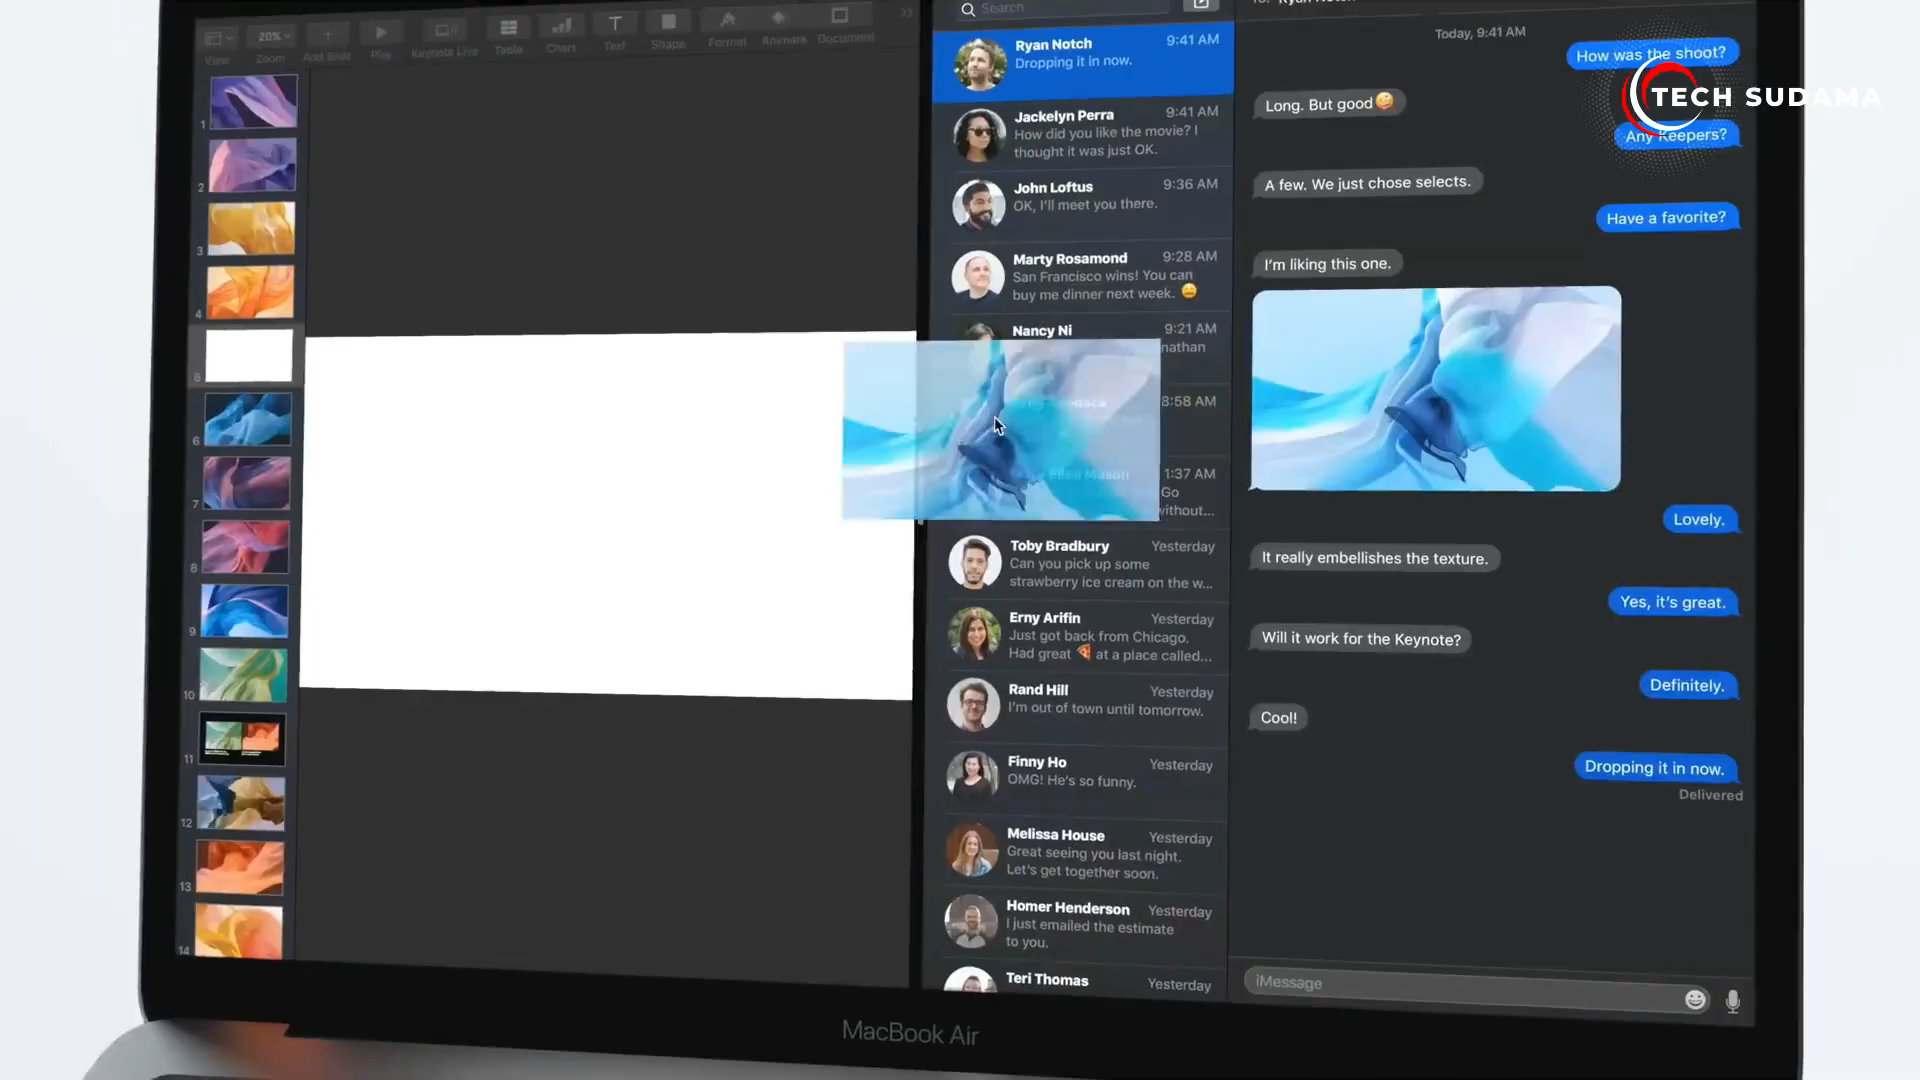 20%
View
Zoom
Add Slide
Play
Keynote Live
Table
Chart
Text
Shape
Format
Animate
Document
1
2
3
4
6
7
8
9
10
11
12
13
14
Search
Ryan Notch 9:41 AM
Dropping it in now.
Jackelyn Perra 9:41 AM
How did you like the movie? I
thought it was just OK.
John Loftus 9:36 AM
OK, I'll meet you there.
Marty Rosamond 9:28 AM
San Francisco wins! You can
buy me dinner next week. 😄
Nancy Ni 9:21 AM
8:58 AM
1:37 AM
Go
Toby Bradbury Yesterday
Can you pick up some
strawberry ice cream on the w...
Erny Arifin Yesterday
Just got back from Chicago.
Had great 🍕 at a place called...
Rand Hill Yesterday
I'm out of town until tomorrow.
Finny Ho Yesterday
OMG! He's so funny.
Melissa House Yesterday
Great seeing you last night.
Let's get together soon.
Homer Henderson Yesterday
I just emailed the estimate
to you.
Teri Thomas Yesterday
Today, 9:41 AM
How was the shoot?
Long. But good 🤪
Any Keepers?
A few. We just chose selects.
Have a favorite?
I'm liking this one.
Lovely.
It really embellishes the texture.
Yes, it's great.
Will it work for the Keynote?
Definitely.
Cool!
Dropping it in now.
Delivered
iMessage
TECH SUDAMA
MacBook Air